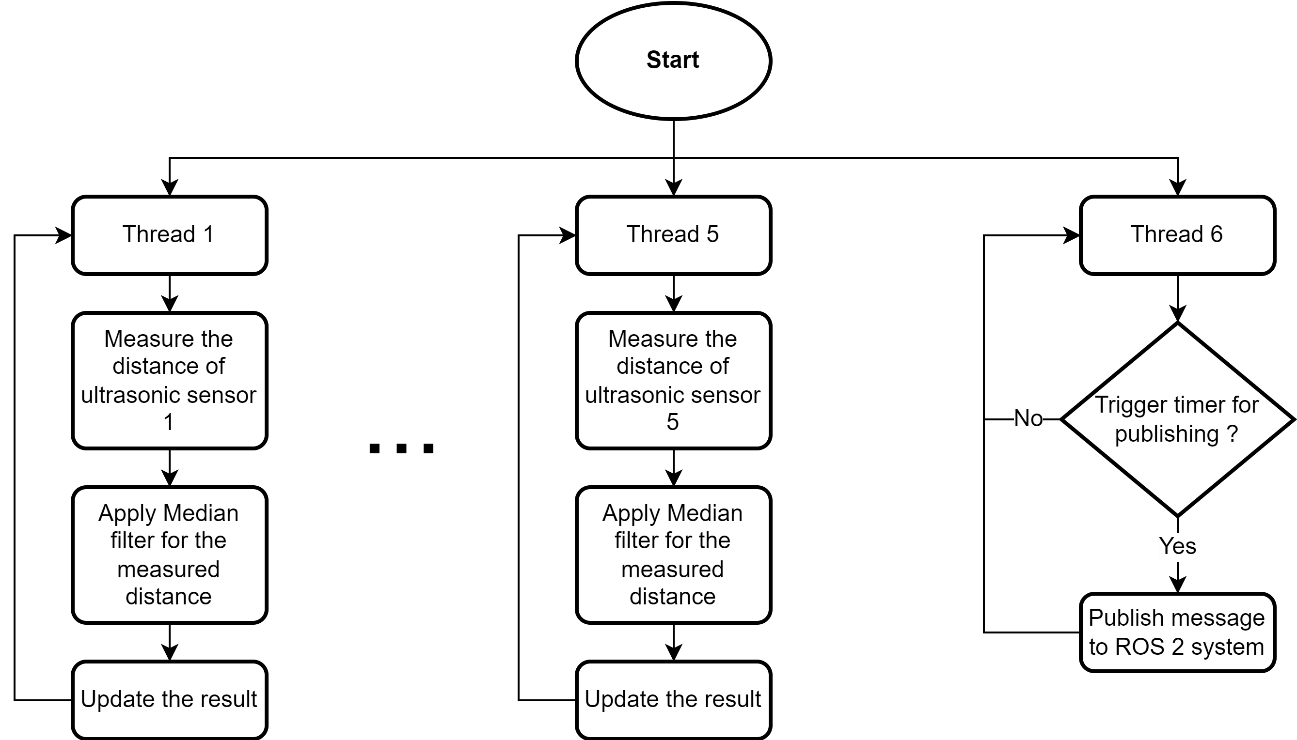 Start
Thread 1
Measure the
distance of
ultrasonic sensor
1
Apply Median
filter for the
measured
distance
Update the result
...
Thread 5
Measure the
distance of
ultrasonic sensor
5
Apply Median
filter for the
measured
distance
Update the result
Thread 6
Trigger timer for
publishing ?
No
Yes
Publish message
to ROS 2 system